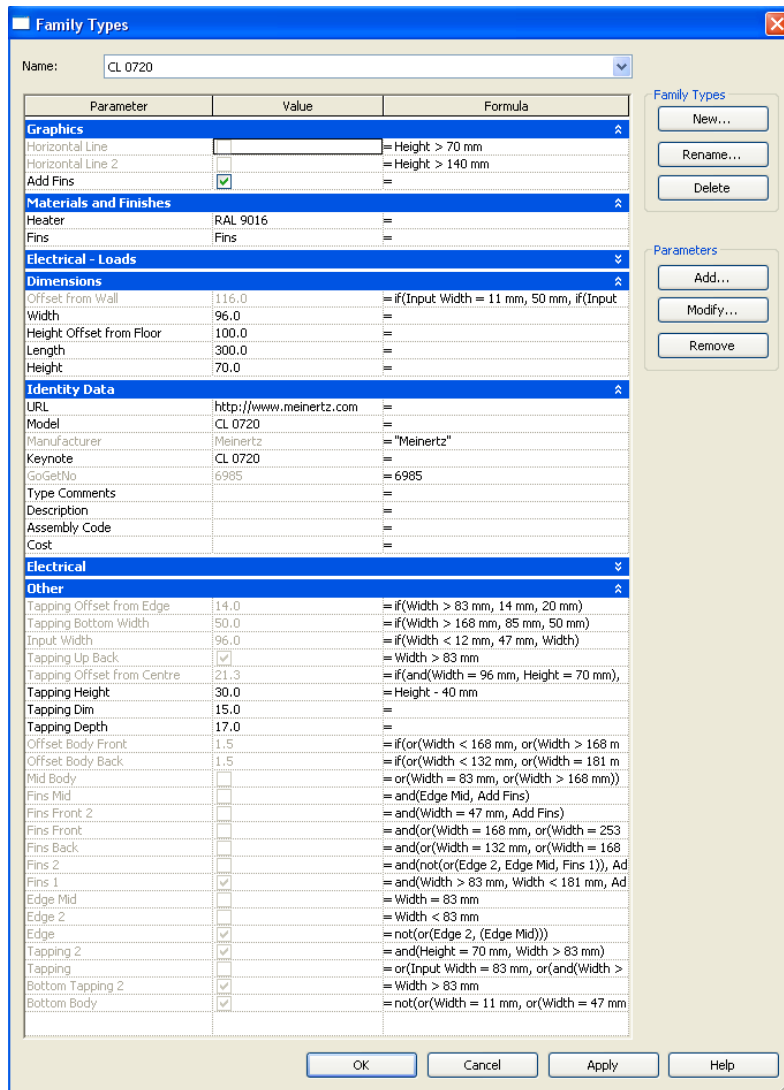 Family Types
Name: CL 0720
Parameter Value Formula
Graphics
Horizontal Line = Height > 70 mm
Horizontal Line 2 = Height > 140 mm
Add Fins =
Materials and Finishes
Heater RAL 9016 =
Fins Fins =
Electrical - Loads
Dimensions
Offset from Wall 116.0 = if(Input Width = 11 mm, 50 mm, if(Input
Width 96.0 =
Height Offset from Floor 100.0 =
Length 300.0 =
Height 70.0 =
Identity Data
URL http://www.meinertz.com =
Model CL 0720 =
Manufacturer Meinertz = "Meinertz"
Keynote CL 0720 =
GoGetNo 6985 = 6985
Type Comments =
Description =
Assembly Code =
Cost =
Electrical
Other
Tapping Offset from Edge 14.0 = if(Width > 83 mm, 14 mm, 20 mm)
Tapping Bottom Width 50.0 = if(Width > 168 mm, 85 mm, 50 mm)
Input Width 96.0 = if(Width < 12 mm, 47 mm, Width)
Tapping Up Back = Width > 83 mm
Tapping Offset from Centre 21.3 = if(and(Width = 96 mm, Height = 70 mm),
Tapping Height 30.0 = Height - 40 mm
Tapping Dim 15.0 =
Tapping Depth 17.0 =
Offset Body Front 1.5 = if(or(Width < 168 mm, or(Width > 168 m
Offset Body Back 1.5 = if(or(Width < 132 mm, or(Width = 181 m
Mid Body = or(Width = 83 mm, or(Width > 168 mm))
Fins Mid = and(Edge Mid, Add Fins)
Fins Front 2 = and(Width = 47 mm, Add Fins)
Fins Front = and(or(Width = 168 mm, or(Width = 253
Fins Back = and(or(Width = 132 mm, or(Width = 168
Fins 2 = and(not(or(Edge 2, Edge Mid, Fins 1)), Ad
Fins 1 = and(Width > 83 mm, Width < 181 mm, Ad
Edge Mid = Width = 83 mm
Edge 2 = Width < 83 mm
Edge = not(or(Edge 2, (Edge Mid)))
Tapping 2 = and(Height = 70 mm, Width > 83 mm)
Tapping = or(Input Width = 83 mm, or(and(Width >
Bottom Tapping 2 = Width > 83 mm
Bottom Body = not(or(Width = 11 mm, or(Width = 47 mm
Family Types
New...
Rename...
Delete
Parameters
Add...
Modify...
Remove
OK Cancel Apply Help